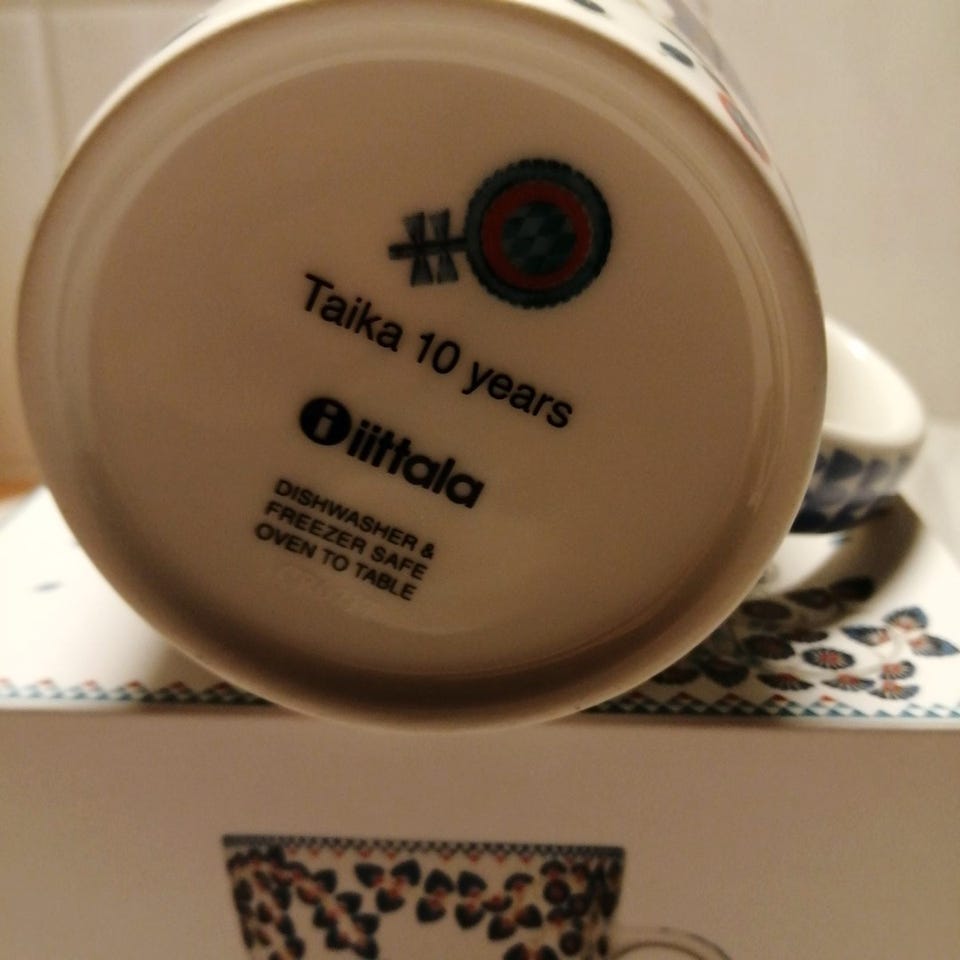 Taika 10 years
i iittala
DISHWASHER &
FREEZER SAFE
OVEN TO TABLE